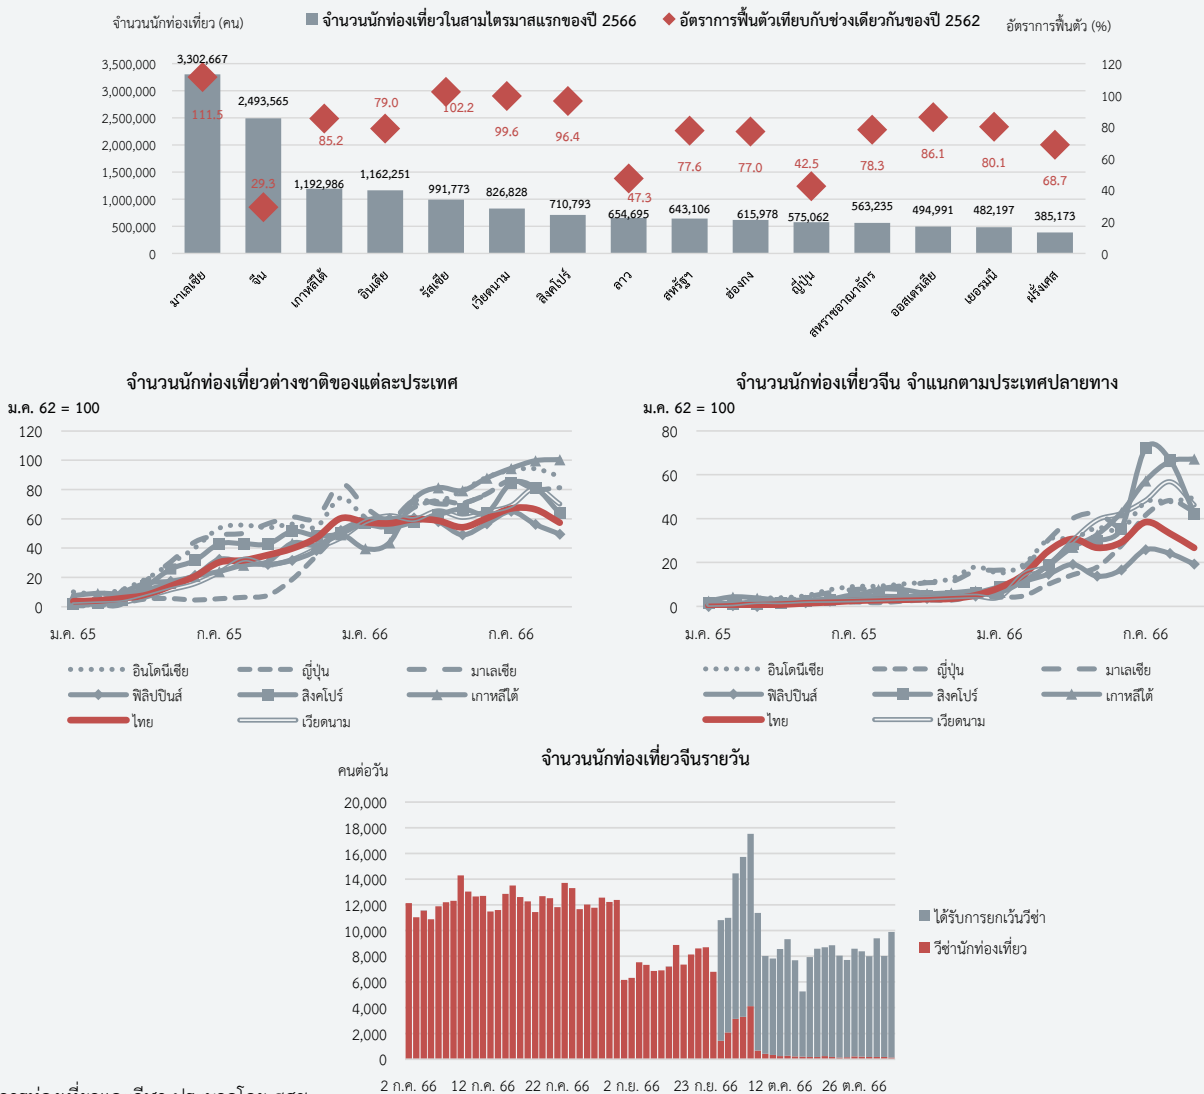 จำนวนนักท่องเที่ยว (คน)
จำนวนนักท่องเที่ยวในสามไตรมาสแรกของปี 2566
อัตราการฟื้นตัวเทียบกับช่วงเดียวกันของปี 2562
อัตราการฟื้นตัว (%)
3,500,000
3,000,000
2,500,000
2,000,000
1,500,000
1,000,000
500,000
0
3,302,667
2,493,565
1,192,986
1,162,251
991,773
826,828
710,793
654,695
643,106
615,978
575,062
563,235
494,991
482,197
385,173
111.5
29.3
85.2
79.0
102.2
99.6
96.4
47.3
77.6
77.0
42.5
78.3
86.1
80.1
68.7
120
100
80
60
40
20
0
มาเลเซีย
จีน
เกาหลีใต้
อินเดีย
รัสเซีย
เวียดนาม
สิงคโปร์
ลาว
สหรัฐฯ
ฮ่องกง
ญี่ปุ่น
สหราชอาณาจักร
ออสเตรเลีย
เยอรมนี
ฝรั่งเศส
จำนวนนักท่องเที่ยวต่างชาติของแต่ละประเทศ
ม.ค. 62 = 100
120
100
80
60
40
20
0
ม.ค. 65
ก.ค. 65
ม.ค. 66
ก.ค. 66
อินโดนีเซีย
ญี่ปุ่น
มาเลเซีย
ฟิลิปปินส์
สิงคโปร์
เกาหลีใต้
ไทย
เวียดนาม
จำนวนนักท่องเที่ยวจีน จำแนกตามประเทศปลายทาง
ม.ค. 62 = 100
80
60
40
20
0
ม.ค. 65
ก.ค. 65
ม.ค. 66
ก.ค. 66
อินโดนีเซีย
ญี่ปุ่น
มาเลเซีย
ฟิลิปปินส์
สิงคโปร์
เกาหลีใต้
ไทย
เวียดนาม
จำนวนนักท่องเที่ยวจีนรายวัน
คนต่อวัน
20,000
18,000
16,000
14,000
12,000
10,000
8,000
6,000
4,000
2,000
0
2 ก.ค. 66
12 ก.ค. 66
22 ก.ค. 66
2 ก.ย. 66
23 ก.ย. 66
12 ต.ค. 66
26 ต.ค. 66
ได้รับการยกเว้นวีซ่า
วีซ่านักท่องเที่ยว